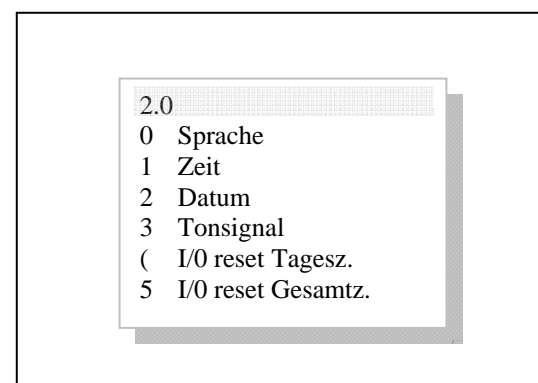 2.0
0 Sprache
1 Zeit
2 Datum
3 Tonsignal
( I/0 reset Tagesz.
5 I/0 reset Gesamtz.